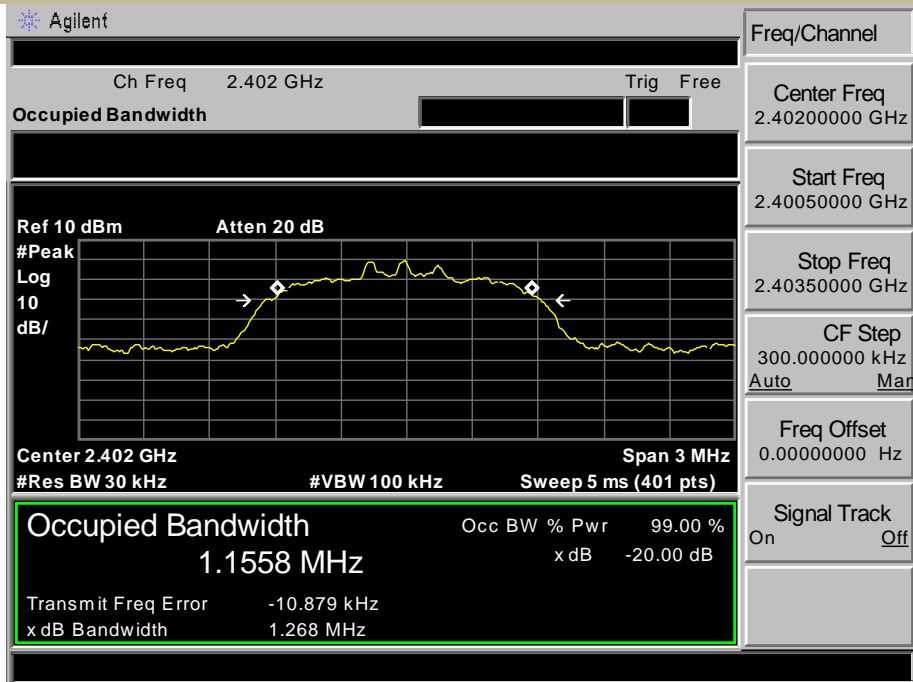 Agilent
Freq/Channel
Ch Freq 2.402 GHz Trig Free
Occupied Bandwidth
Center Freq
2.40200000 GHz
Start Freq
2.40050000 GHz
Stop Freq
2.40350000 GHz
CF Step
300.000000 kHz
Auto Man
Freq Offset
0.00000000 Hz
Signal Track
On Off
Ref 10 dBm Atten 20 dB
#Peak
Log
10
dB/
Center 2.402 GHz Span 3 MHz
#Res BW 30 kHz #VBW 100 kHz Sweep 5 ms (401 pts)
Occupied Bandwidth Occ BW % Pwr 99.00 %
1.1558 MHz x dB -20.00 dB
Transmit Freq Error -10.879 kHz
x dB Bandwidth 1.268 MHz